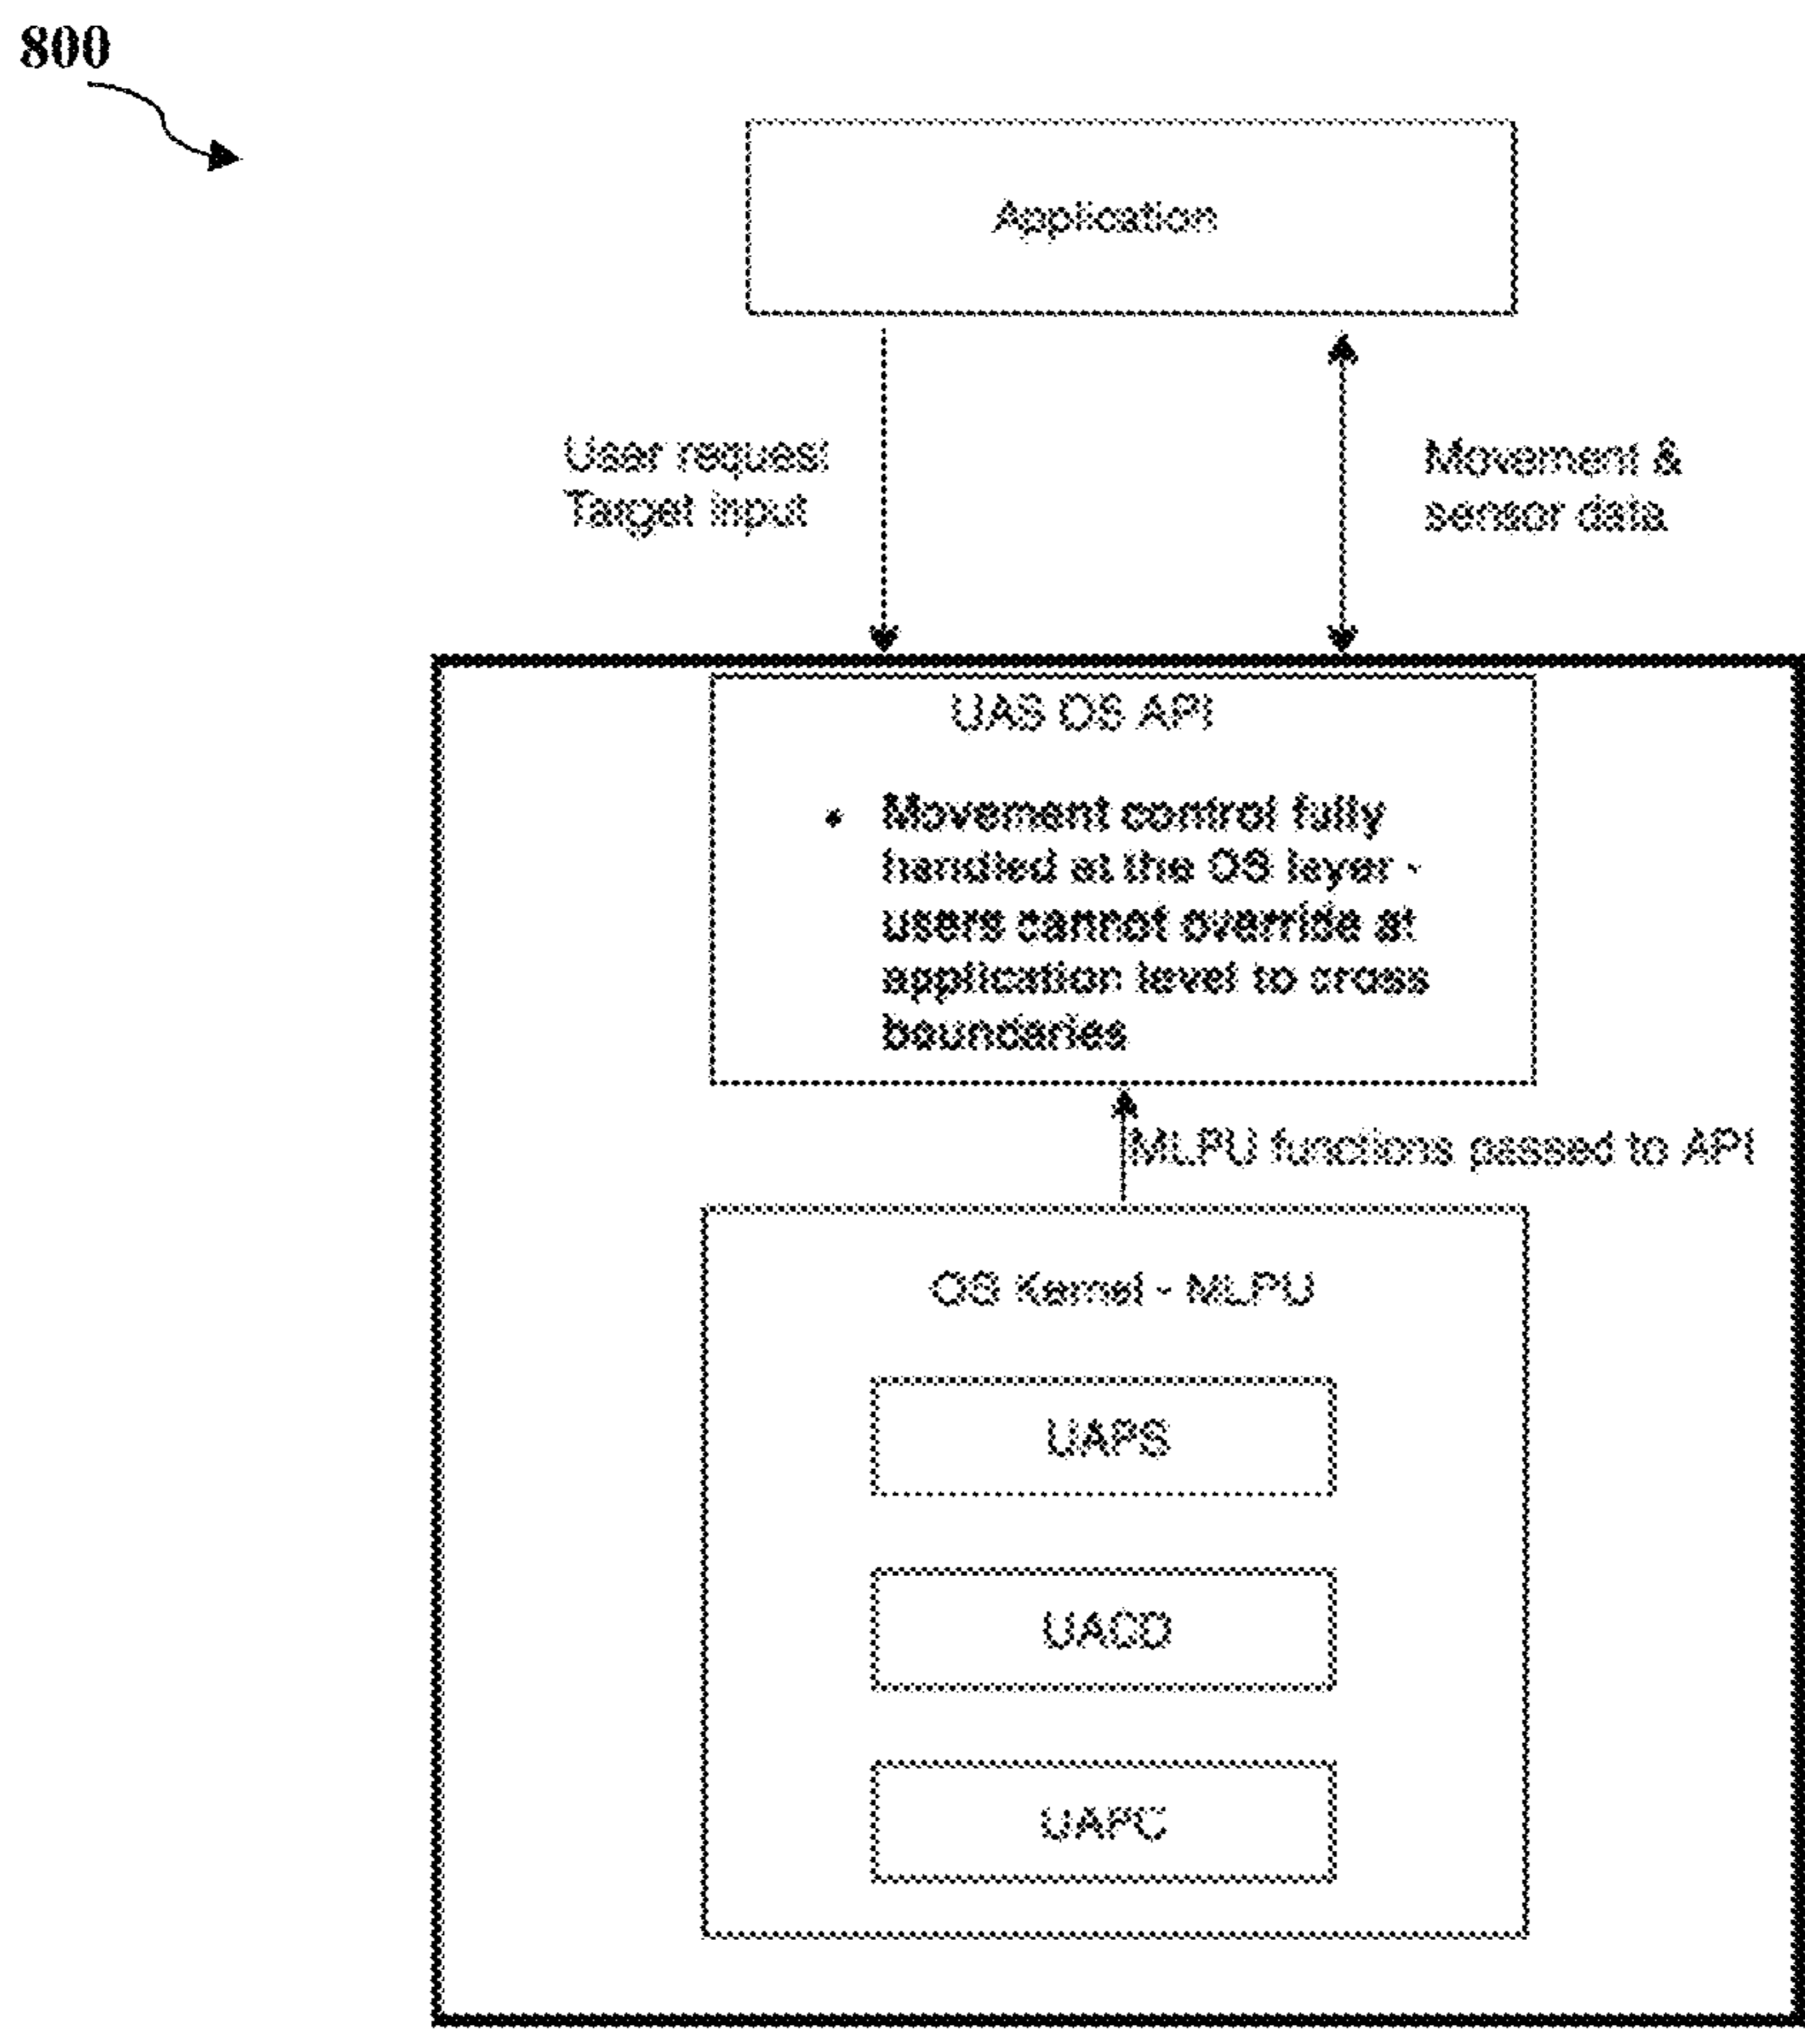 800
Application
User request
Target input
Movement &
sensor data
UAS OS API
• Movement control fully
handled at the OS layer -
users cannot override at
application level to cross
boundaries
MLPU functions passed to API
OS Kernel - MLPU
UAPS
UACD
UAPC